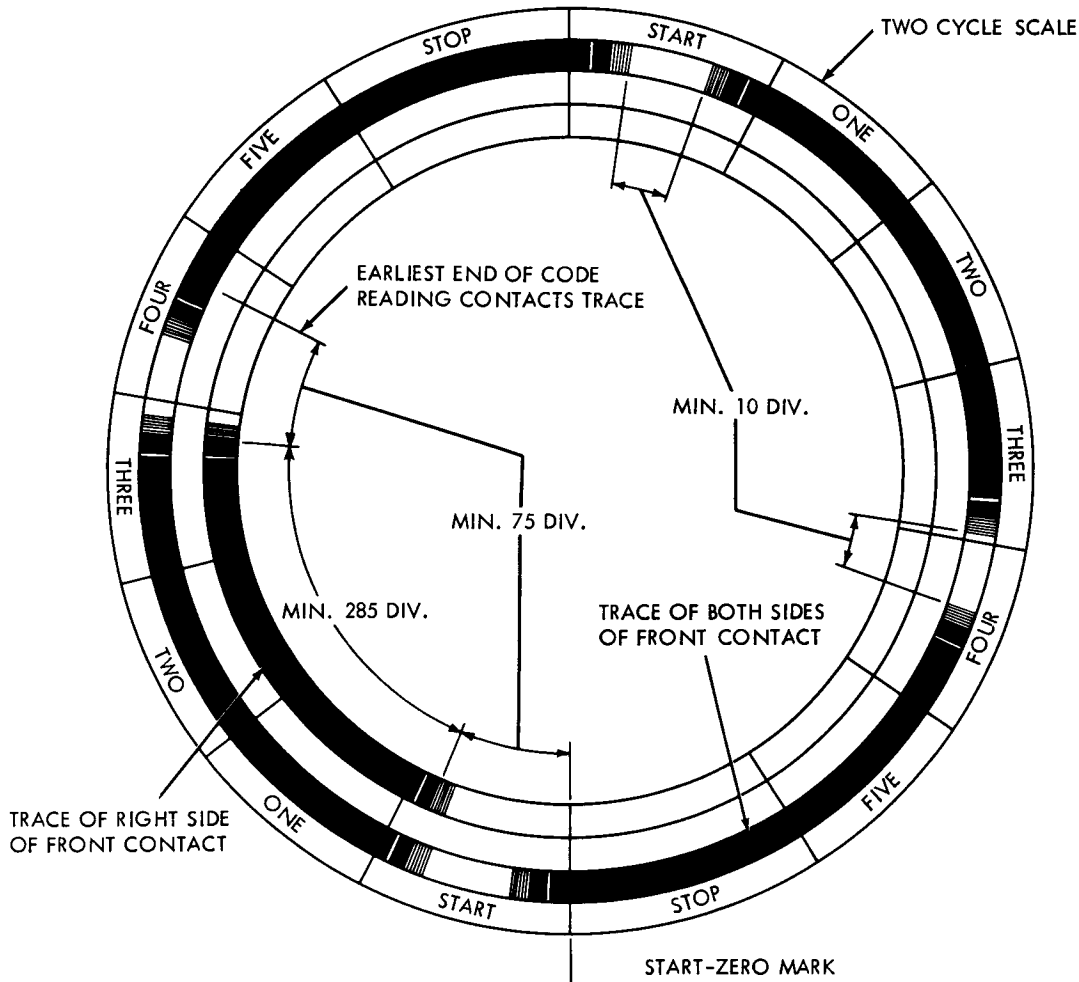 TWO CYCLE SCALE
STOP
START
FIVE
ONE
FOUR
TWO
EARLIEST END OF CODE
READING CONTACTS TRACE
MIN. 10 DIV.
THREE
THREE
MIN. 75 DIV.
MIN. 285 DIV.
TRACE OF BOTH SIDES
OF FRONT CONTACT
FOUR
TWO
FIVE
ONE
TRACE OF RIGHT SIDE
OF FRONT CONTACT
START
STOP
START-ZERO MARK